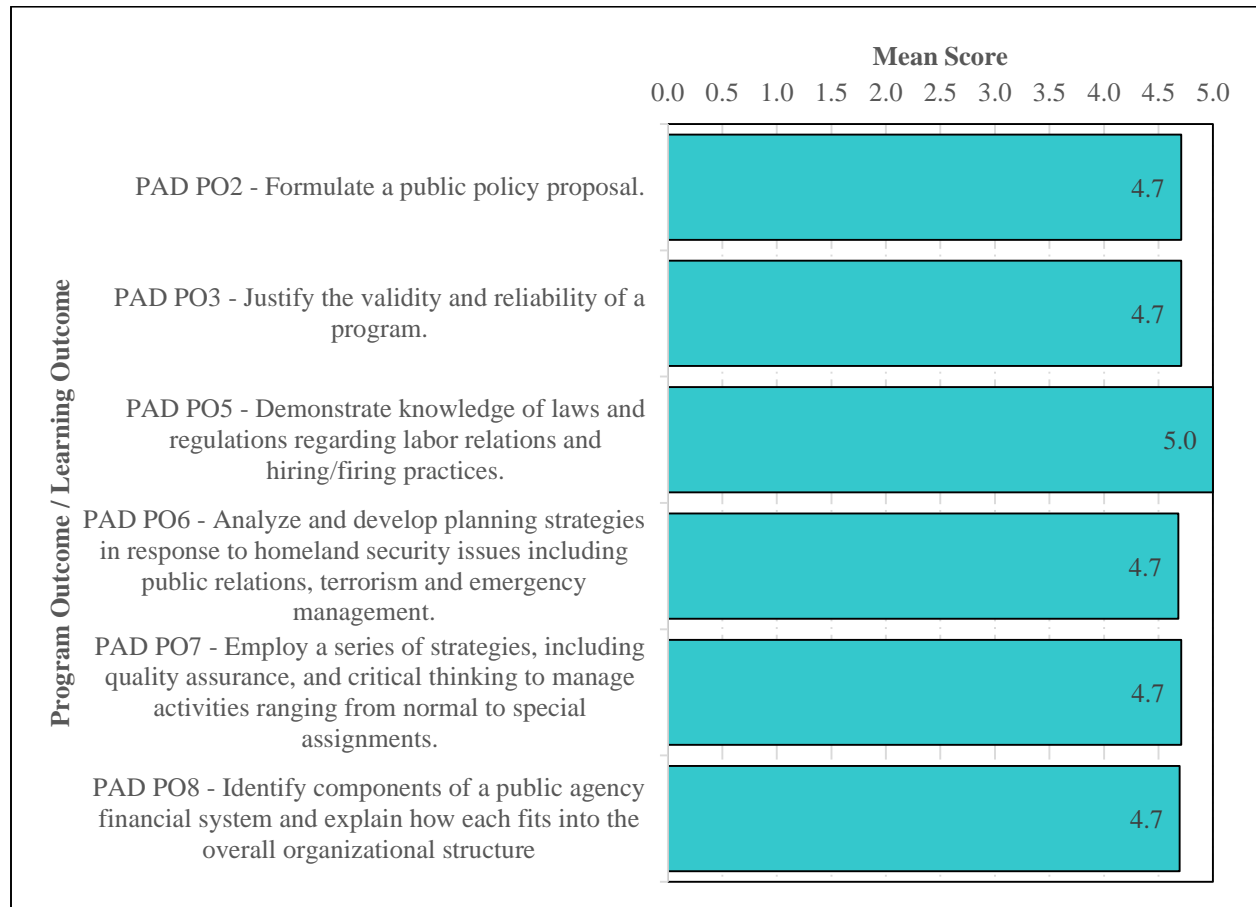 Mean Score
0.0 0.5 1.0 1.5 2.0 2.5 3.0 3.5 4.0 4.5 5.0
Program Outcome / Learning Outcome
PAD PO2 - Formulate a public policy proposal.
4.7
PAD PO3 - Justify the validity and reliability of a
program.
4.7
PAD PO5 - Demonstrate knowledge of laws and
regulations regarding labor relations and
hiring/firing practices.
5.0
PAD PO6 - Analyze and develop planning strategies
in response to homeland security issues including
public relations, terrorism and emergency
management.
4.7
PAD PO7 - Employ a series of strategies, including
quality assurance, and critical thinking to manage
activities ranging from normal to special
assignments.
4.7
PAD PO8 - Identify components of a public agency
financial system and explain how each fits into the
overall organizational structure
4.7